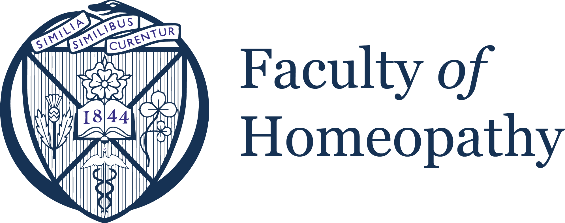 SIMILIA
SIMILIBUS
CURENTUR
1844
Faculty of
Homeopathy